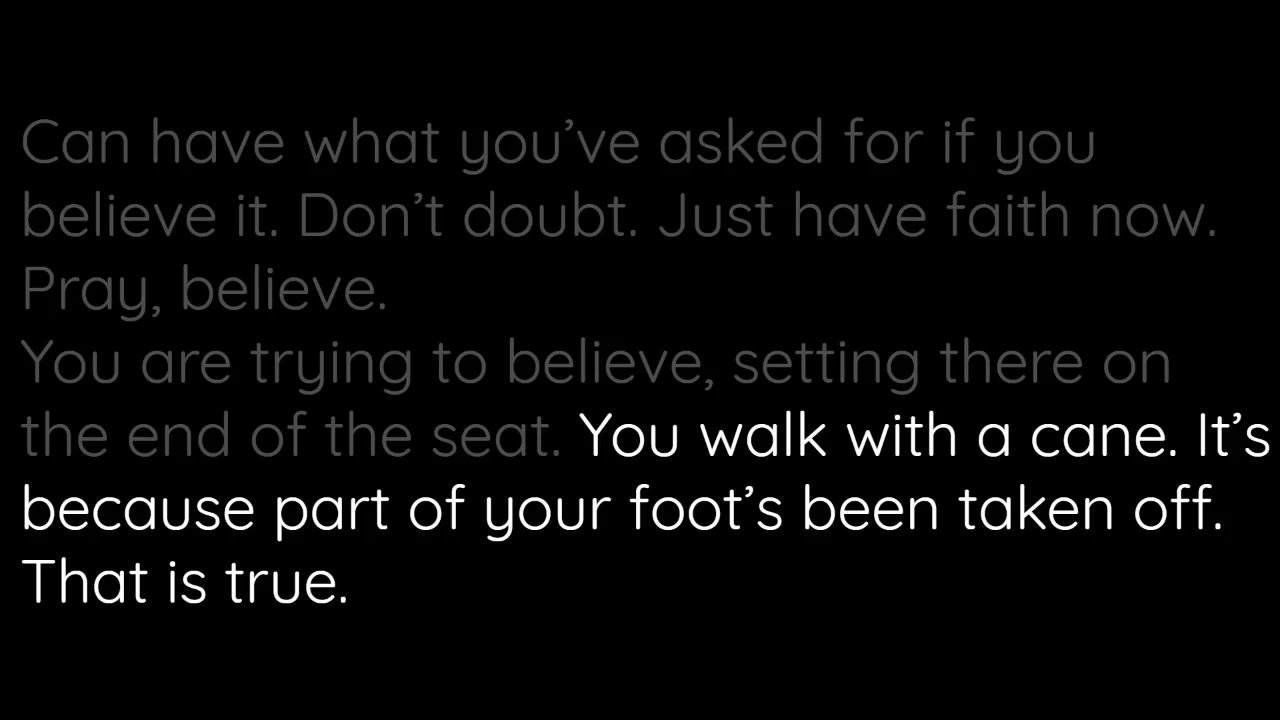 Can have what you’ve asked for if you
believe it. Don’t doubt. Just have faith now.
Pray, believe.
You are trying to believe, setting there on
the end of the seat. You walk with a cane. It’s
because part of your foot’s been taken off.
That is true.